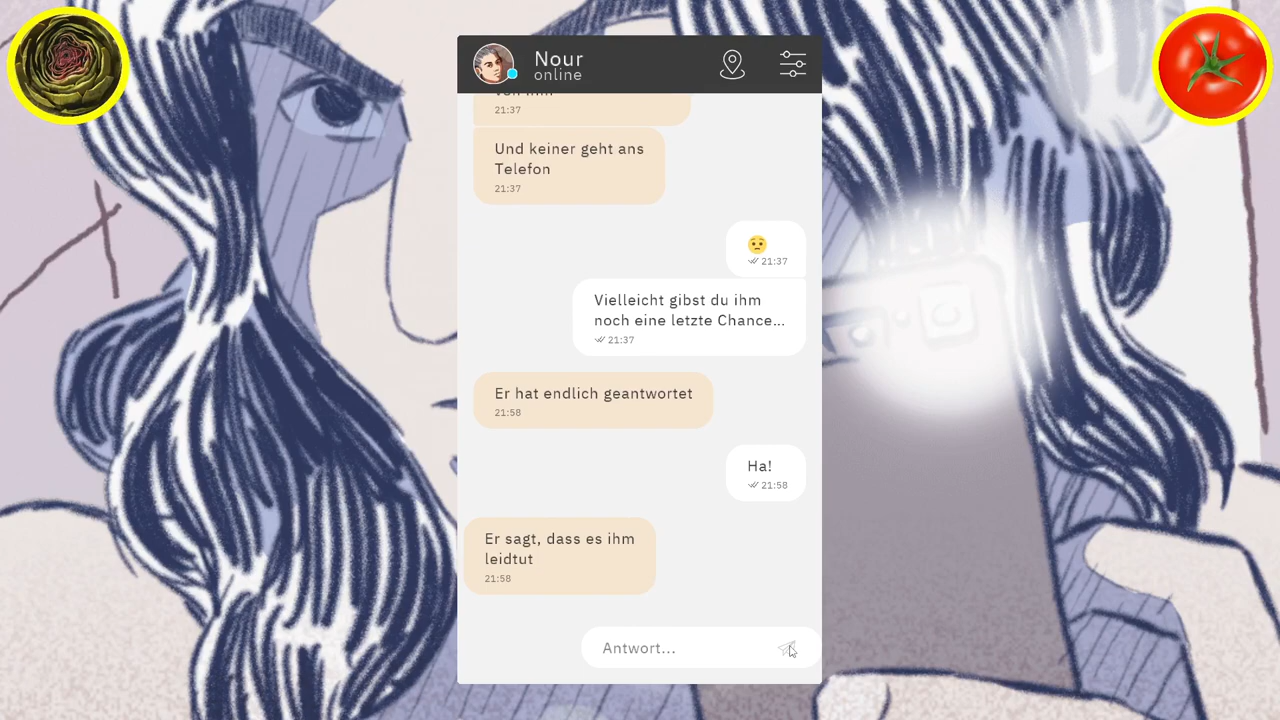 Nour
online
21:37
Und keiner geht ans
Telefon
21:37
21:37
Vielleicht gibst du ihm
noch eine letzte Chance...
21:37
Er hat endlich geantwortet
21:58
Ha!
21:58
Er sagt, dass es ihm
leidtut
21:58
Antwort...